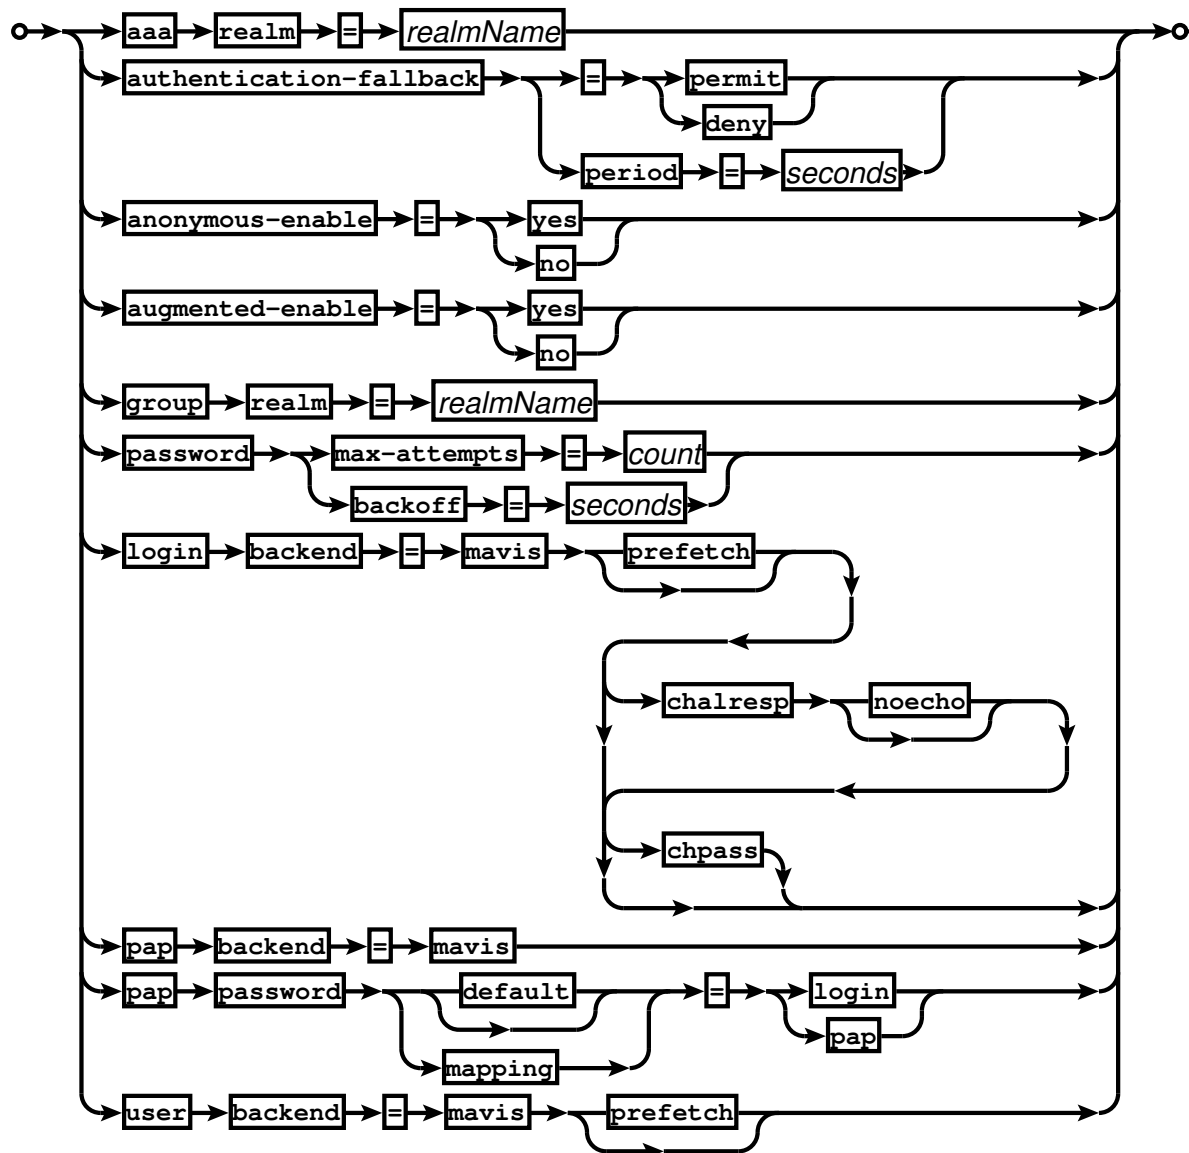 aaa realm = realmName
authentication-fallback = permit
deny
period = seconds
anonymous-enable = yes
no
augmented-enable = yes
no
group realm = realmName
password max-attempts = count
backoff = seconds
login backend = mavis prefetch
chalresp noecho
chpass
pap backend = mavis
pap password default = login
pap
mapping
user backend = mavis prefetch